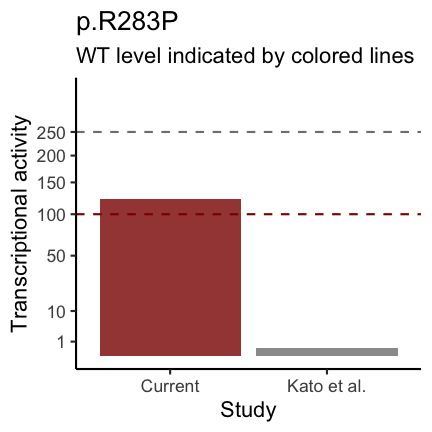 p.R283P
WT level indicated by colored lines
Transcriptional activity
250
200
150
100
50
10
1
Current
Kato et al.
Study